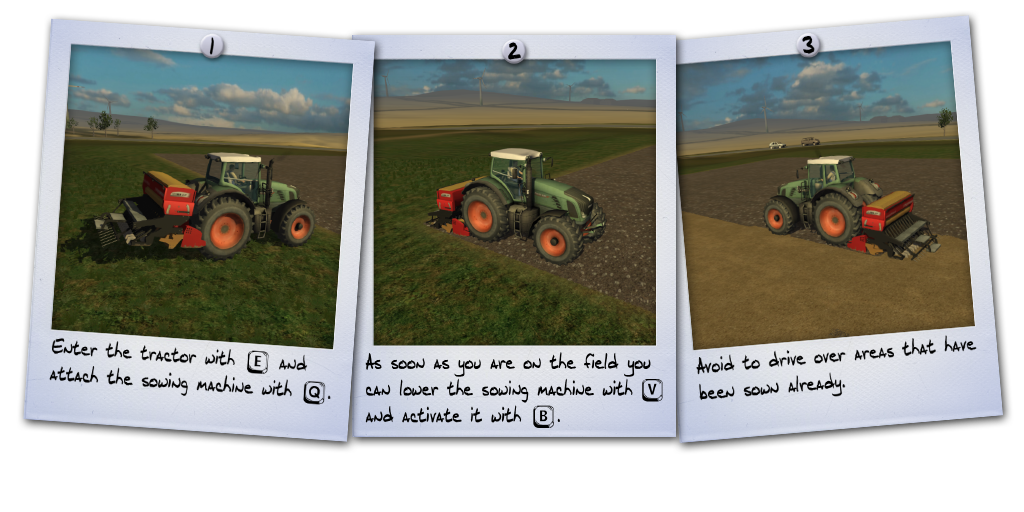 1
Enter the tractor with E and
attach the sowing machine with Q.
2
As soon as you are on the field you
can lower the sowing machine with V
and activate it with B.
3
Avoid to drive over areas that have
been sown already.